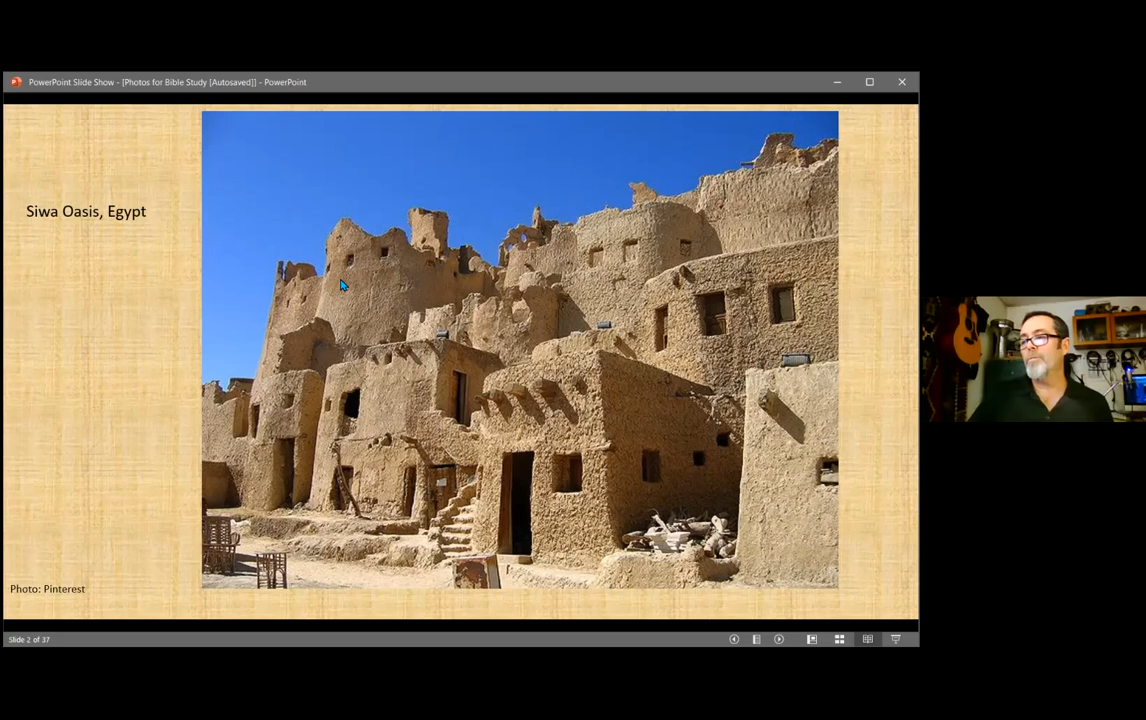 PowerPoint Slide Show - [Photos for Bible Study [Autosaved]] - PowerPoint
Siwa Oasis, Egypt
Photo: Pinterest
Slide 2 of 37